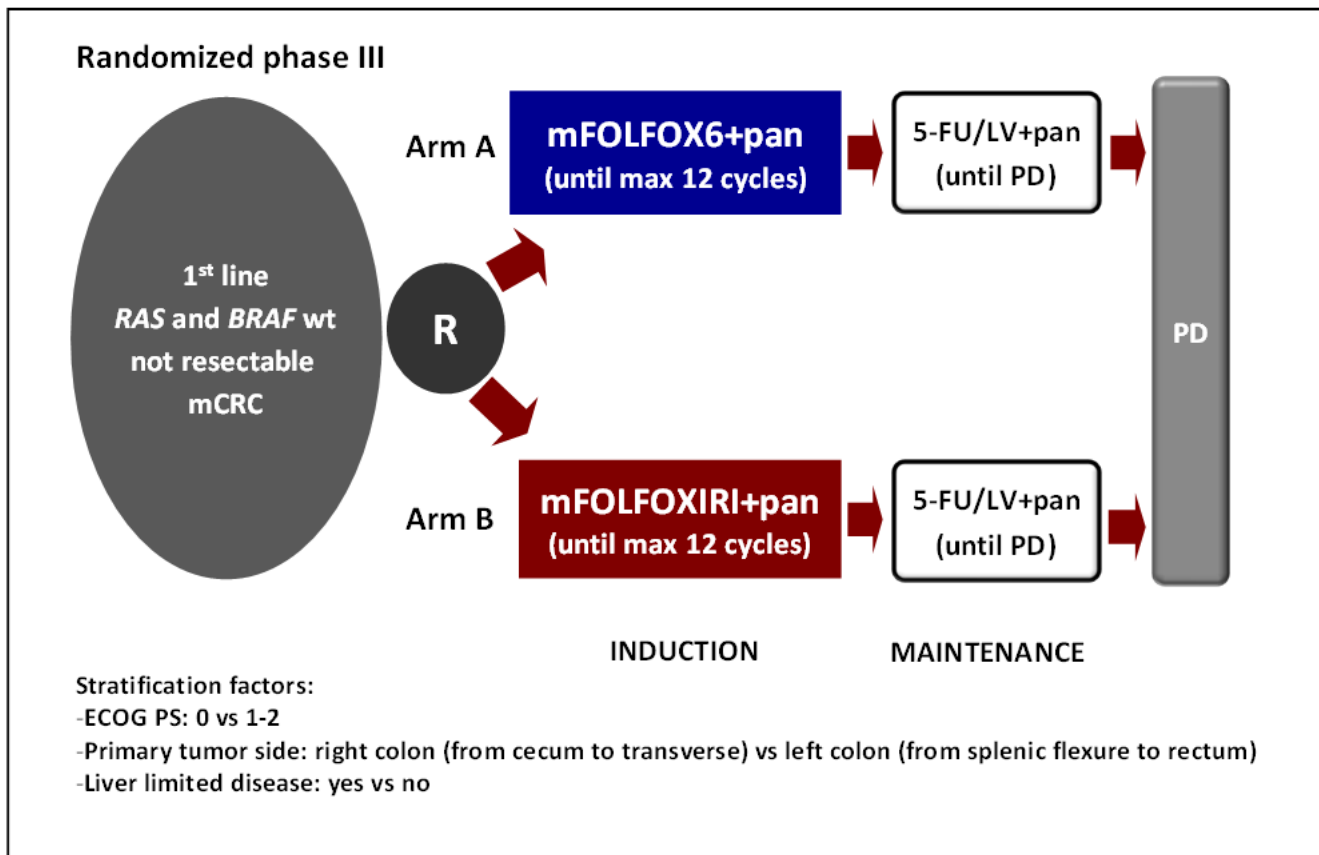 Randomized phase III
Arm A
mFOLFOX6+pan
(until max 12 cycles)
5-FU/LV+pan
(until PD)
1st line
RAS and BRAF wt
not resectable
mCRC
R
PD
Arm B
mFOLFOXIRI+pan
(until max 12 cycles)
5-FU/LV+pan
(until PD)
INDUCTION
MAINTENANCE
Stratification factors:
-ECOG PS: 0 vs 1-2
-Primary tumor side: right colon (from cecum to transverse) vs left colon (from splenic flexure to rectum)
-Liver limited disease: yes vs no